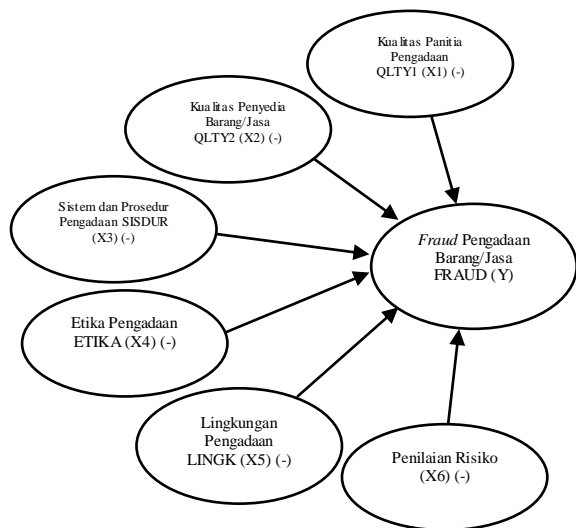 Kualitas Panitia
Pengadaan
QLTY1 (X1) (-)
Kualitas Penyedia
Barang/Jasa
QLTY2 (X2) (-)
Sistem dan Prosedur
Pengadaan SISDUR
(X3) (-)
Fraud Pengadaan
Barang/Jasa
FRAUD (Y)
Etika Pengadaan
ETIKA (X4) (-)
Lingkungan
Pengadaan
LINGK (X5) (-)
Penilaian Risiko
(X6) (-)